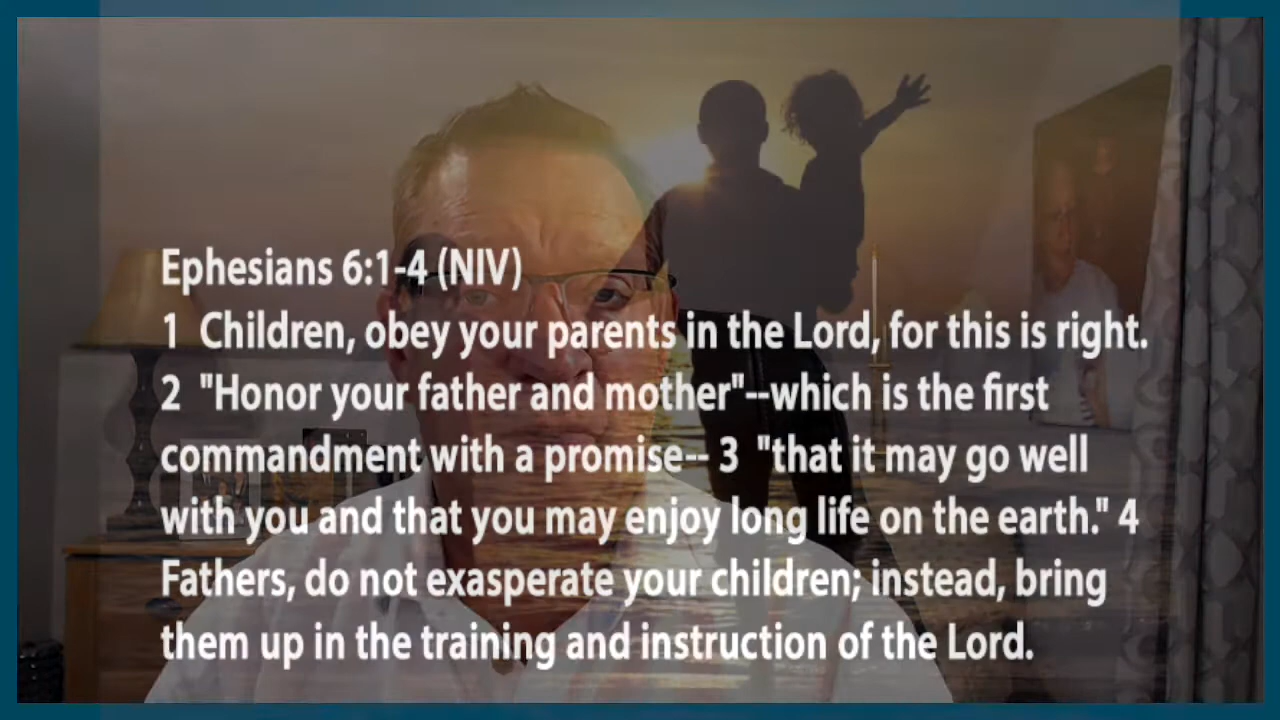 Ephesians 6:1-4 (NIV)
1 Children, obey your parents in the Lord, for this is right.
2 "Honor your father and mother"--which is the first
commandment with a promise-- 3 "that it may go well
with you and that you may enjoy long life on the earth." 4
Fathers, do not exasperate your children; instead, bring
them up in the training and instruction of the Lord.